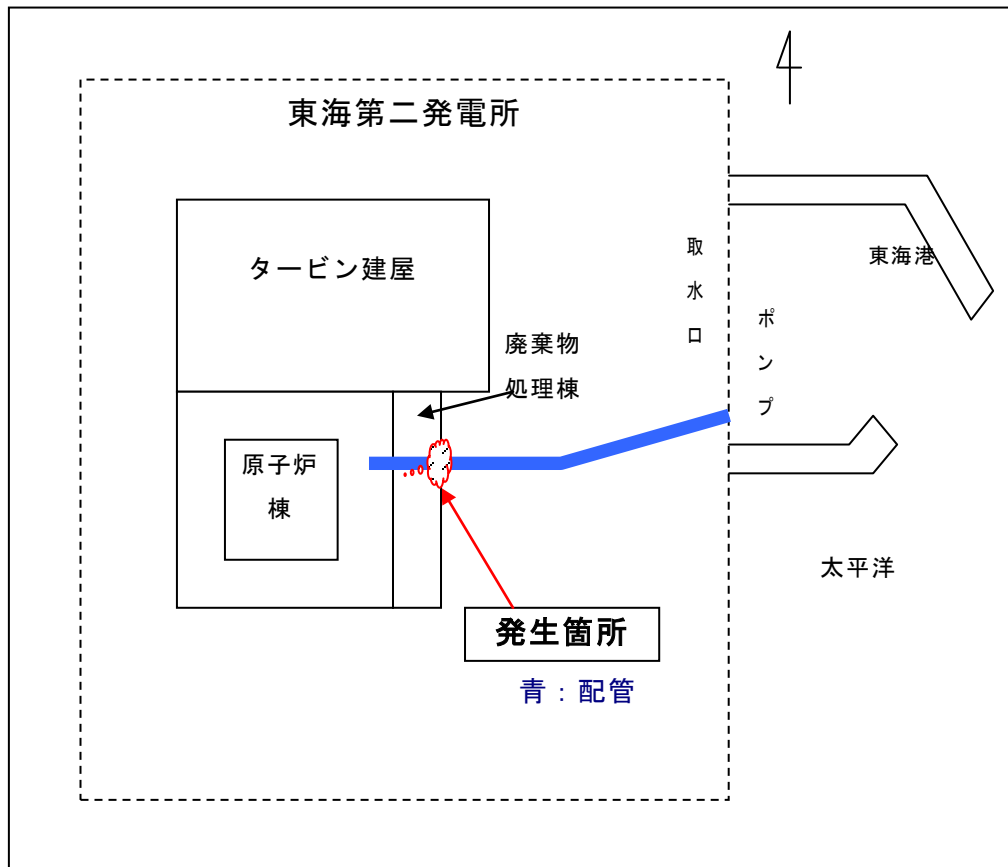 東海第二発電所
タービン建屋
取水口
東海港
ポンプ
廃棄物
処理棟
原子炉
棟
太平洋
発生箇所
青：配管